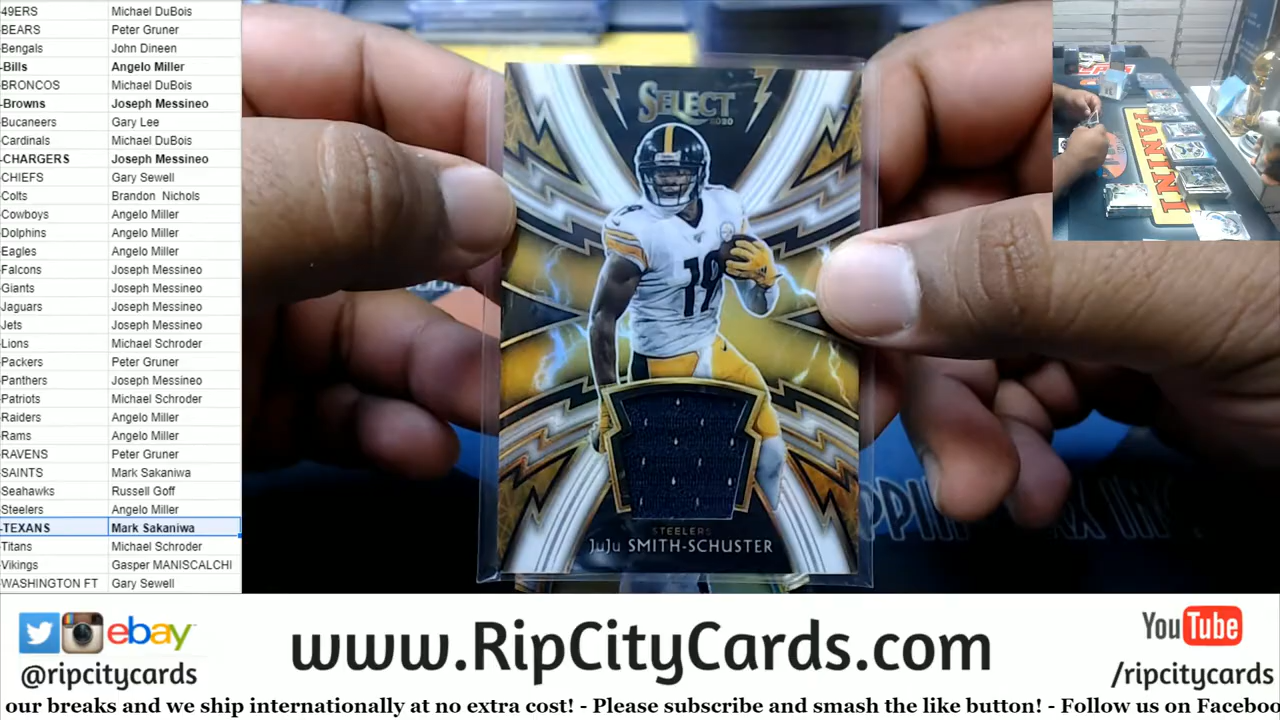 49ERS Michael DuBois
-BEARS Peter Gruner
-Bengals John Dineen
-Bills Angelo Miller
-BRONCOS Michael DuBois
-Browns Joseph Messineo
-Bucaneers Gary Lee
-Cardinals Michael DuBois
-CHARGERS Joseph Messineo
-CHIEFS Gary Sewell
-Colts Brandon Nichols
-Cowboys Angelo Miller
-Dolphins Angelo Miller
-Eagles Angelo Miller
-Falcons Joseph Messineo
-Giants Joseph Messineo
-Jaguars Joseph Messineo
-Jets Joseph Messineo
-Lions Michael Schroder
-Packers Peter Gruner
-Panthers Joseph Messineo
-Patriots Michael Schroder
-Raiders Angelo Miller
-Rams Angelo Miller
-RAVENS Peter Gruner
-SAINTS Mark Sakaniwa
-Seahawks Russell Goff
-Steelers Angelo Miller
-TEXANS Mark Sakaniwa
-Titans Michael Schroder
-Vikings Gasper MANISCALCHI
-WASHINGTON FT Gary Sewell
SELECT
2020
19
19
STEELERS
JuJu SMITH-SCHUSTER
PANINI
ebay
@ripcitycards
www.RipCityCards.com
YouTube
/ripcitycards
our breaks and we ship internationally at no extra cost! - Please subscribe and smash the like button! - Follow us on Faceboo